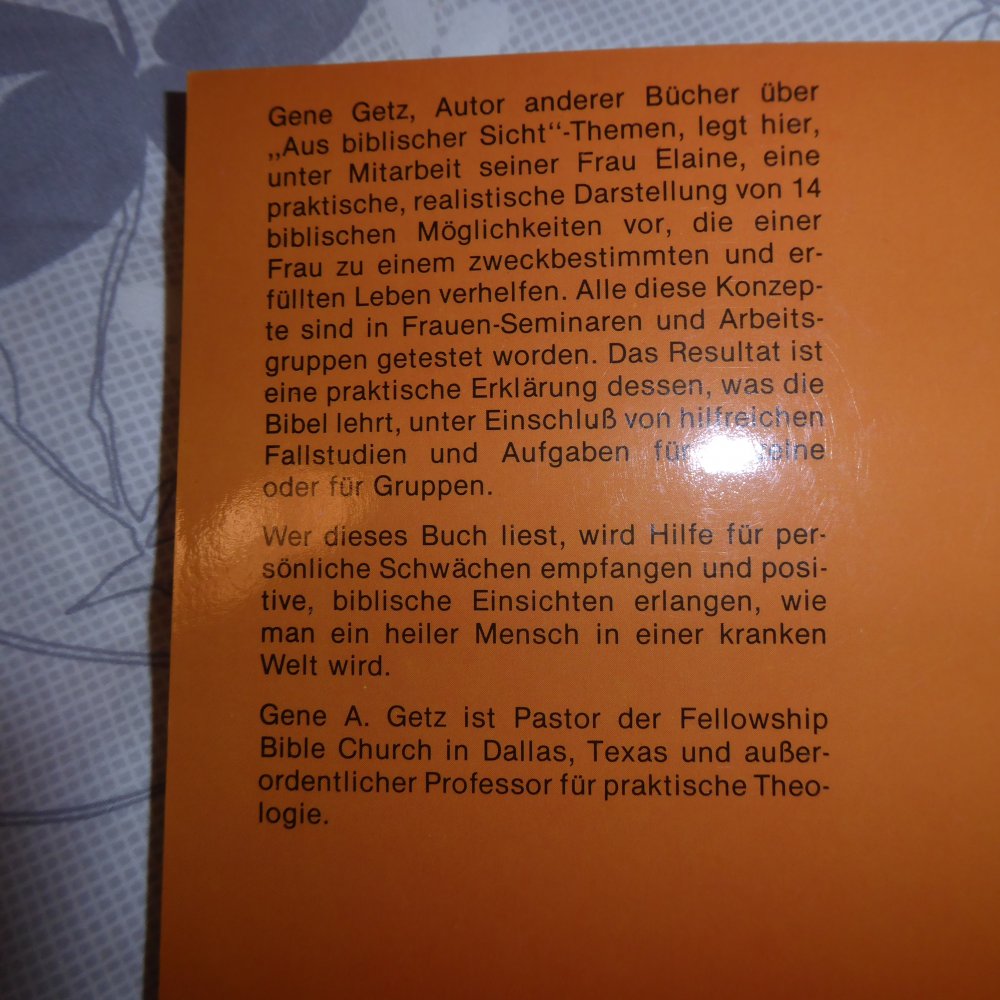 Gene Getz, Autor anderer Bücher über
„Aus biblischer Sicht“-Themen, legt hier,
unter Mitarbeit seiner Frau Elaine, eine
praktische, realistische Darstellung von 14
biblischen Möglichkeiten vor, die einer
Frau zu einem zweckbestimmten und er-
füllten Leben verhelfen. Alle diese Konzep-
te sind in Frauen-Seminaren und Arbeits-
gruppen getestet worden. Das Resultat ist
eine praktische Erklärung dessen, was die
Bibel lehrt, unter Einschluß von hilfreichen
Fallstudien und Aufgaben für
oder für Gruppen.
Wer dieses Buch liest, wird Hilfe für per-
sönliche Schwächen empfangen und posi-
tive, biblische Einsichten erlangen, wie
man ein heiler Mensch in einer kranken
Welt wird.
Gene A. Getz ist Pastor der Fellowship
Bible Church in Dallas, Texas und außer-
ordentlicher Professor für praktische Theo-
logie.